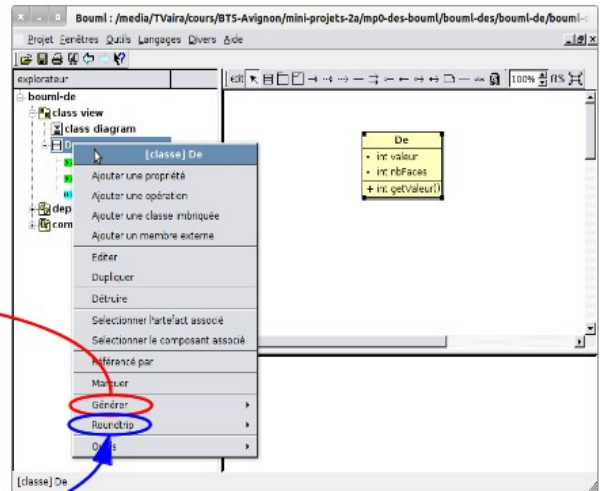 Bouml : /media/TVaira/cours/BTS-Avignon/mini-projets-2a/mp0-des-bouml/bouml-des/bouml-de/bouml-
Projet Fenêtres Outils Langages Divers Aide
explorateur
edit
100%
fit%
bouml-de
class view
class diagram
[classe] De
Ajouter une propriété
Ajouter une opération
Ajouter une classe imbriquée
Ajouter un membre externe
Editer
Dupliquer
Détruire
Selectionner l'artefact associé
Selectionner le composant associé
Référencé par
Marquer
Générer
Roundtrip
dep
com
De
- int valeur
- int nbFaces
+ int getValeur()
[classe] De